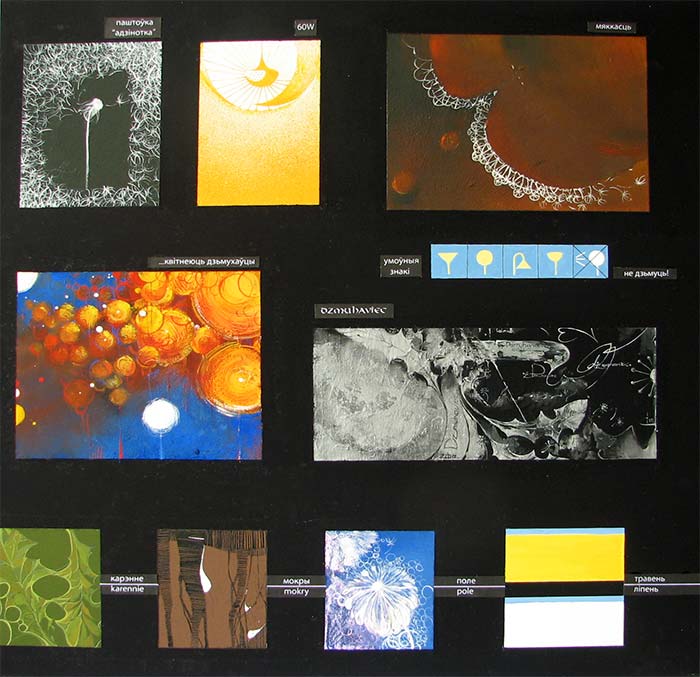 паштоўка
"адзінотка"
60W
мяккасць
...квітнеюць дзьмухаўцы
умоўныя
знакі
не дзьмуць!
Dzmuhaviec
карэнне
karennie
мокры
mokry
поле
pole
травень
ліпень